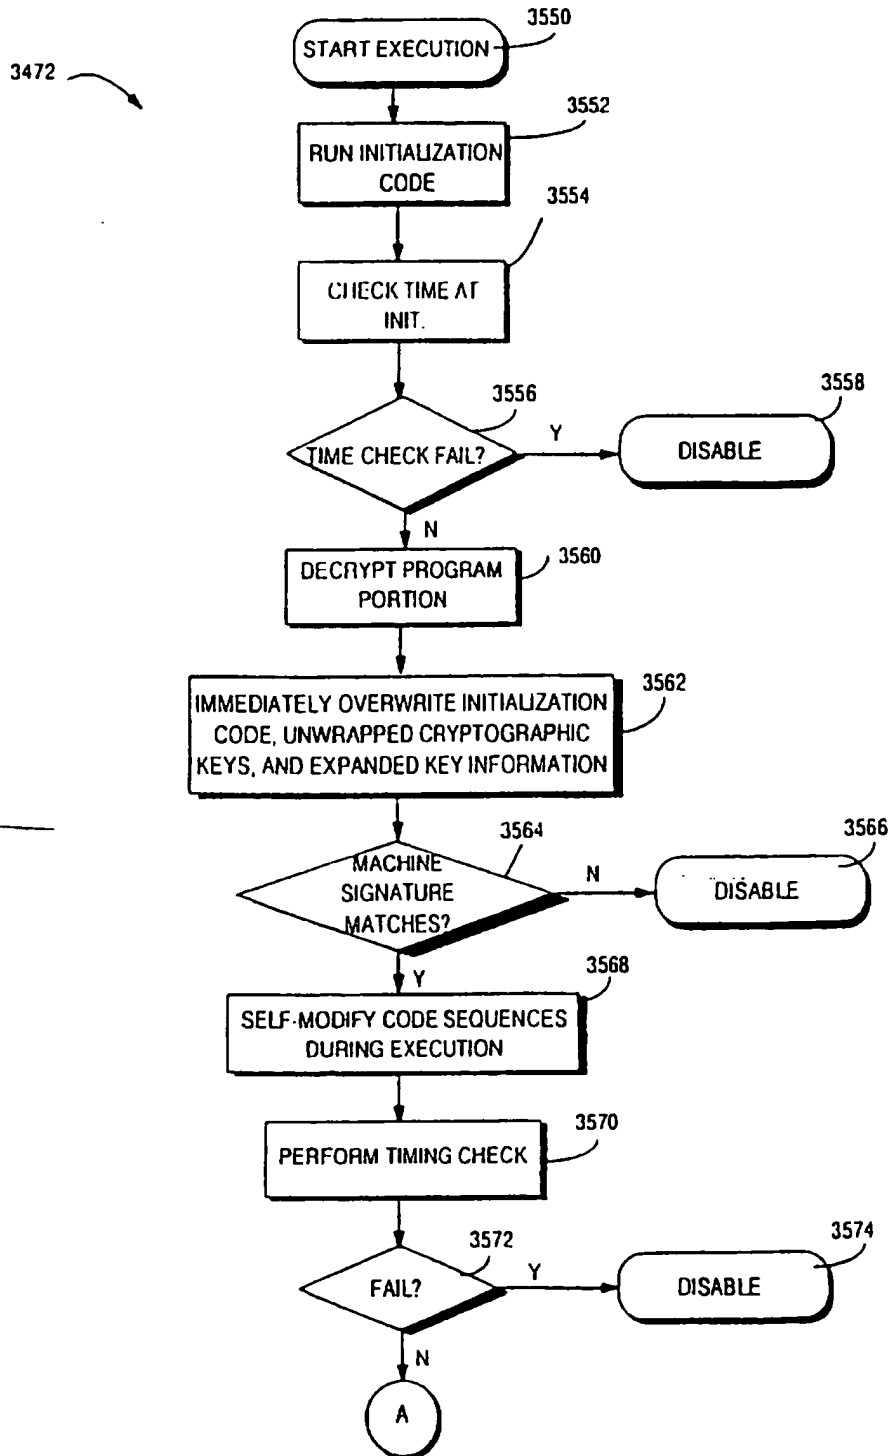 3550
START EXECUTION
3472
3552
RUN INITIALIZATION
CODE
3554
CHECK TIME AT
INIT.
3556
3558
TIME CHECK FAIL?
Y
DISABLE
N
3560
DECRYPT PROGRAM
PORTION
3562
IMMEDIATELY OVERWRITE INITIALIZATION
CODE, UNWRAPPED CRYPTOGRAPHIC
KEYS, AND EXPANDED KEY INFORMATION
3564
3566
MACHINE
SIGNATURE
MATCHES?
N
DISABLE
Y
3568
SELF-MODIFY CODE SEQUENCES
DURING EXECUTION
3570
PERFORM TIMING CHECK
3572
3574
FAIL?
Y
DISABLE
N
A